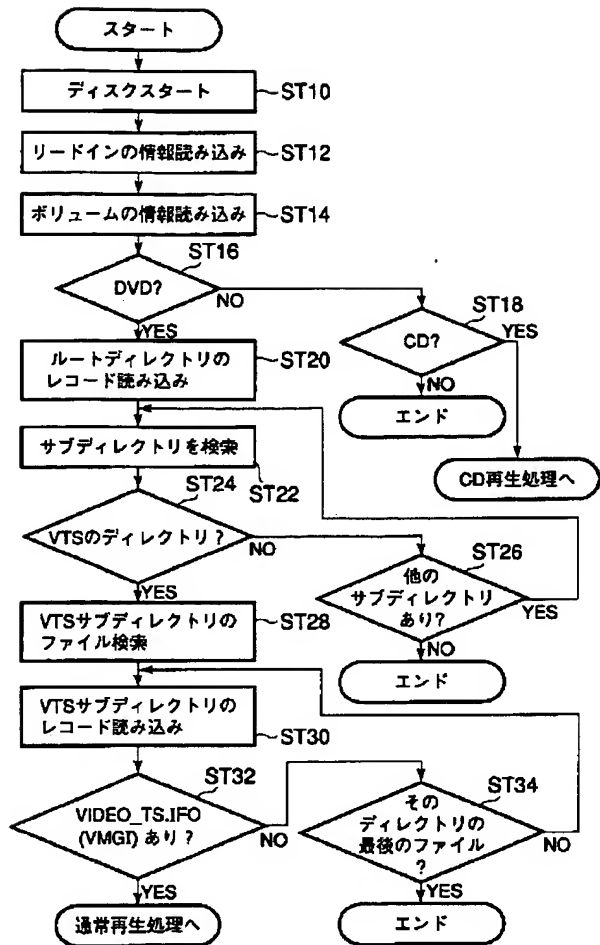 スタート
ディスクスタート
ST10
リードインの情報読み込み
ST12
ボリュームの情報読み込み
ST14
ST16
DVD?
NO
YES
ST18
CD?
YES
NO
エンド
CD再生処理へ
ルートディレクトリの
レコード読み込み
ST20
サブディレクトリを検索
ST22
ST24
VTSのディレクトリ?
NO
YES
ST26
他の
サブディレクトリ
あり?
YES
NO
エンド
VTSサブディレクトリの
ファイル検索
ST28
VTSサブディレクトリの
レコード読み込み
ST30
ST32
VIDEO_TS.IFO
(VMGI) あり?
NO
YES
通常再生処理へ
ST34
その
ディレクトリの
最後のファイル
?
NO
YES
エンド